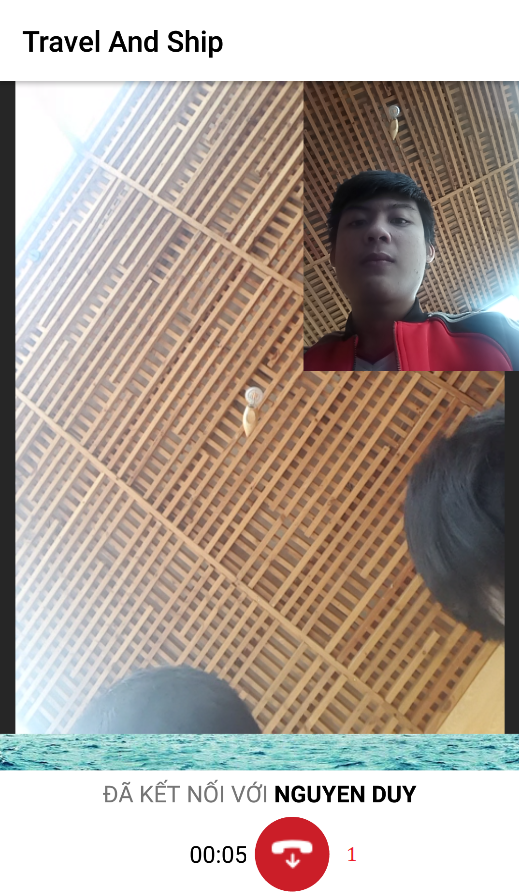 Travel And Ship
ĐÃ KẾT NỐI VỚI NGUYEN DUY
00:05 1